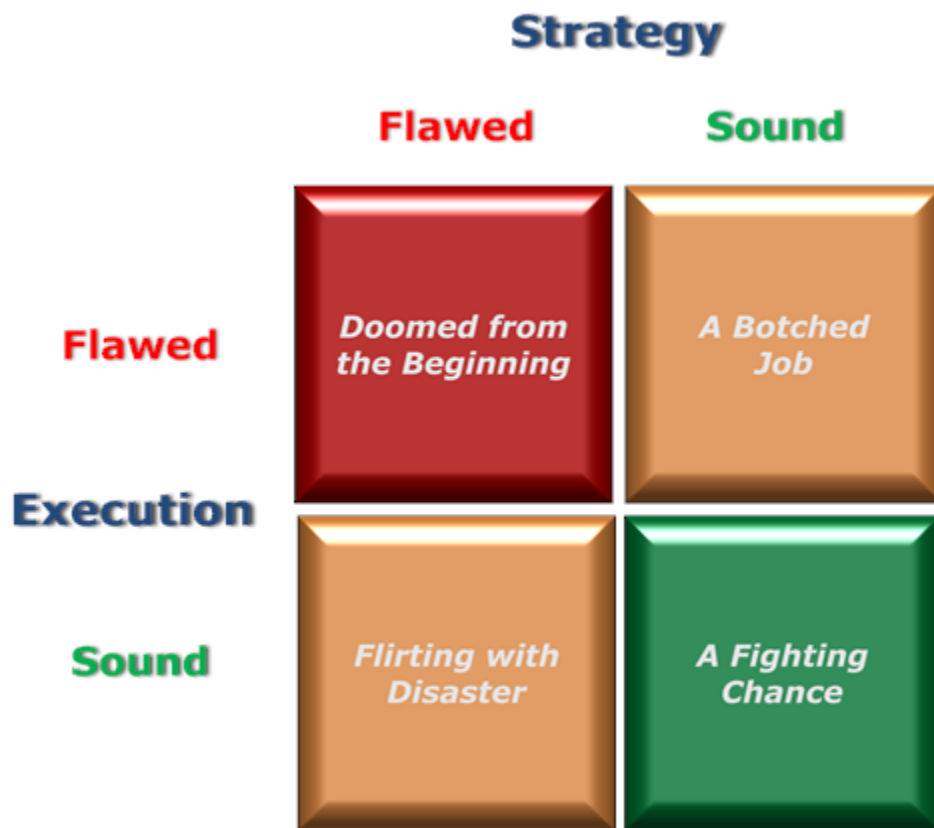 Strategy
Flawed Sound
Flawed
Doomed from
the Beginning
A Botched
Job
Execution
Sound
Flirting with
Disaster
A Fighting
Chance